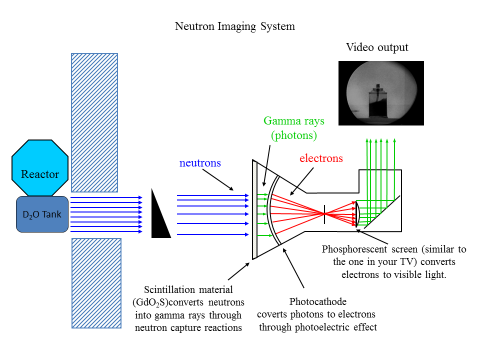 Neutron Imaging System
Video output
Gamma rays
(photons)
electrons
neutrons
Reactor
D₂O Tank
Phosphorescent screen (similar to
the one in your TV) converts
electrons to visible light.
Scintillation material
(GdO₂S)converts neutrons
into gamma rays through
neutron capture reactions
Photocathode
coverts photons to electrons
through photoelectric effect